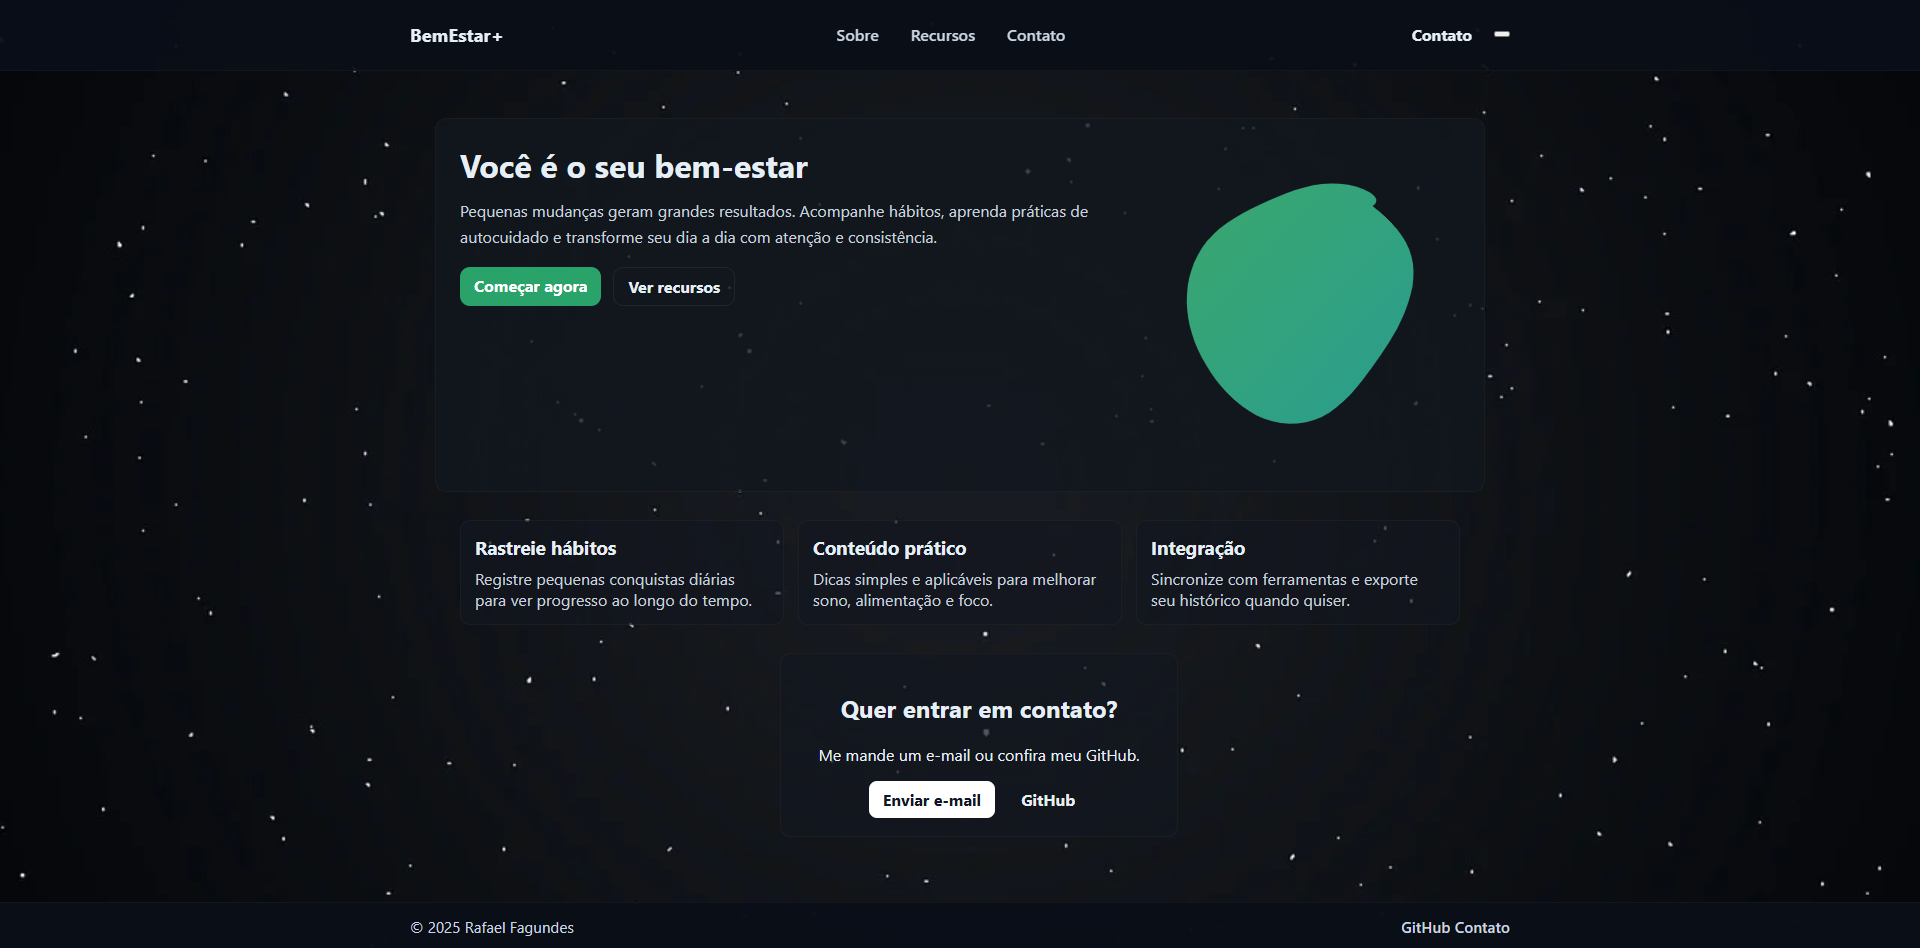 BemEstar+
Sobre Recursos Contato
Contato
Você é o seu bem-estar
Pequenas mudanças geram grandes resultados. Acompanhe hábitos, aprenda práticas de
autocuidado e transforme seu dia a dia com atenção e consistência.
Começar agora
Ver recursos
Rastreie hábitos
Registre pequenas conquistas diárias
para ver progresso ao longo do tempo.
Conteúdo prático
Dicas simples e aplicáveis para melhorar
sono, alimentação e foco.
Integração
Sincronize com ferramentas e exporte
seu histórico quando quiser.
Quer entrar em contato?
Me mande um e-mail ou confira meu GitHub.
Enviar e-mail
GitHub
© 2025 Rafael Fagundes
GitHub Contato